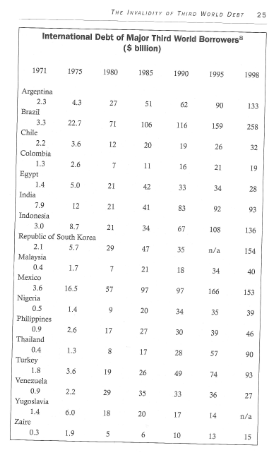 THE INVALIDITY OF THIRD WORLD DEBT 25
International Debt of Major Third World Borrowersª
($ billion)
1971 1975 1980 1985 1990 1995 1998
Argentina
2.3 4.3 27 51 62 90 133
Brazil
3.3 22.7 71 106 116 159 258
Chile
2.2 3.6 12 20 19 26 32
Colombia
1.3 2.6 7 11 16 21 19
Egypt
1.4 5.0 21 42 33 34 28
India
7.9 12 21 41 83 92 93
Indonesia
3.0 8.7 21 34 67 108 136
Republic of South Korea
2.1 5.7 29 47 35 n/a 154
Malaysia
0.4 1.7 7 21 18 34 40
Mexico
3.6 16.5 57 97 97 166 153
Nigeria
0.5 1.4 9 20 34 35 39
Philippines
0.9 2.6 17 27 30 39 46
Thailand
0.4 1.3 8 17 28 57 90
Turkey
1.8 3.6 19 26 49 74 93
Venezuela
0.9 2.2 29 35 33 36 27
Yugoslavia
1.4 6.0 18 20 17 14 n/a
Zaire
0.3 1.9 5 6 10 13 15